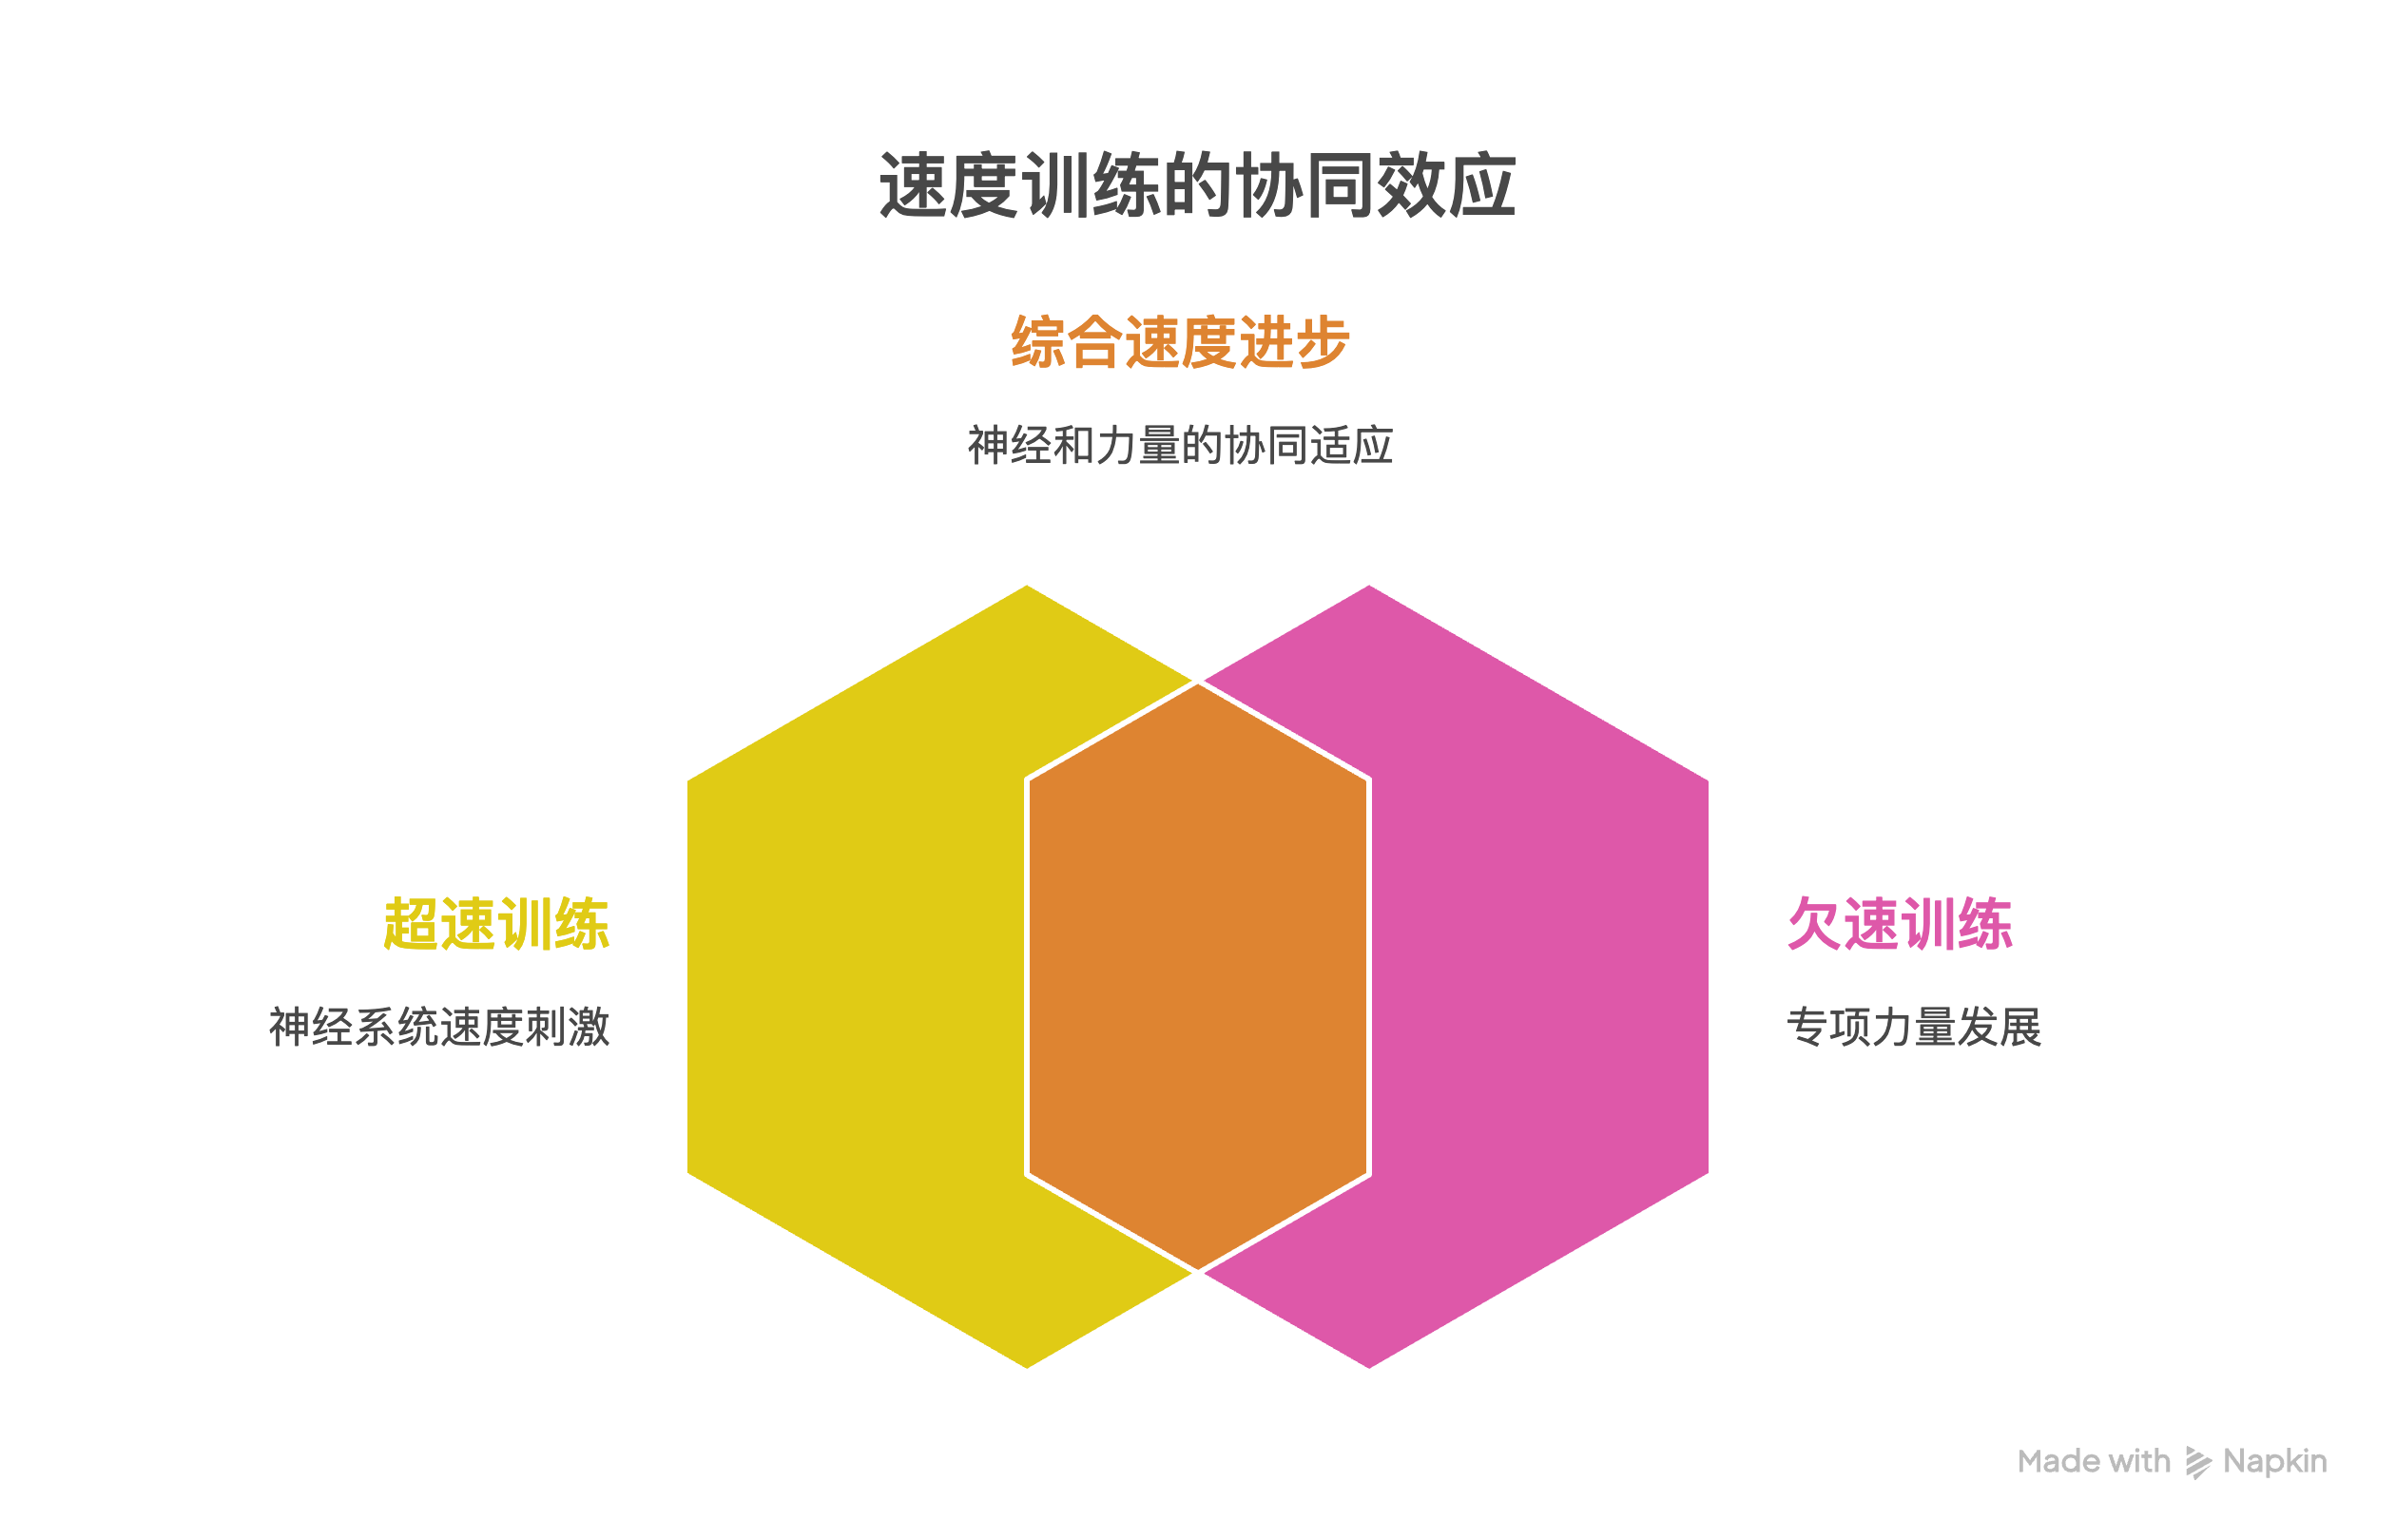 速度训练的协同效应
综合速度进步
神经和力量的协同适应
超速训练
神经系统速度刺激
欠速训练
专项力量发展
Made with Napkin